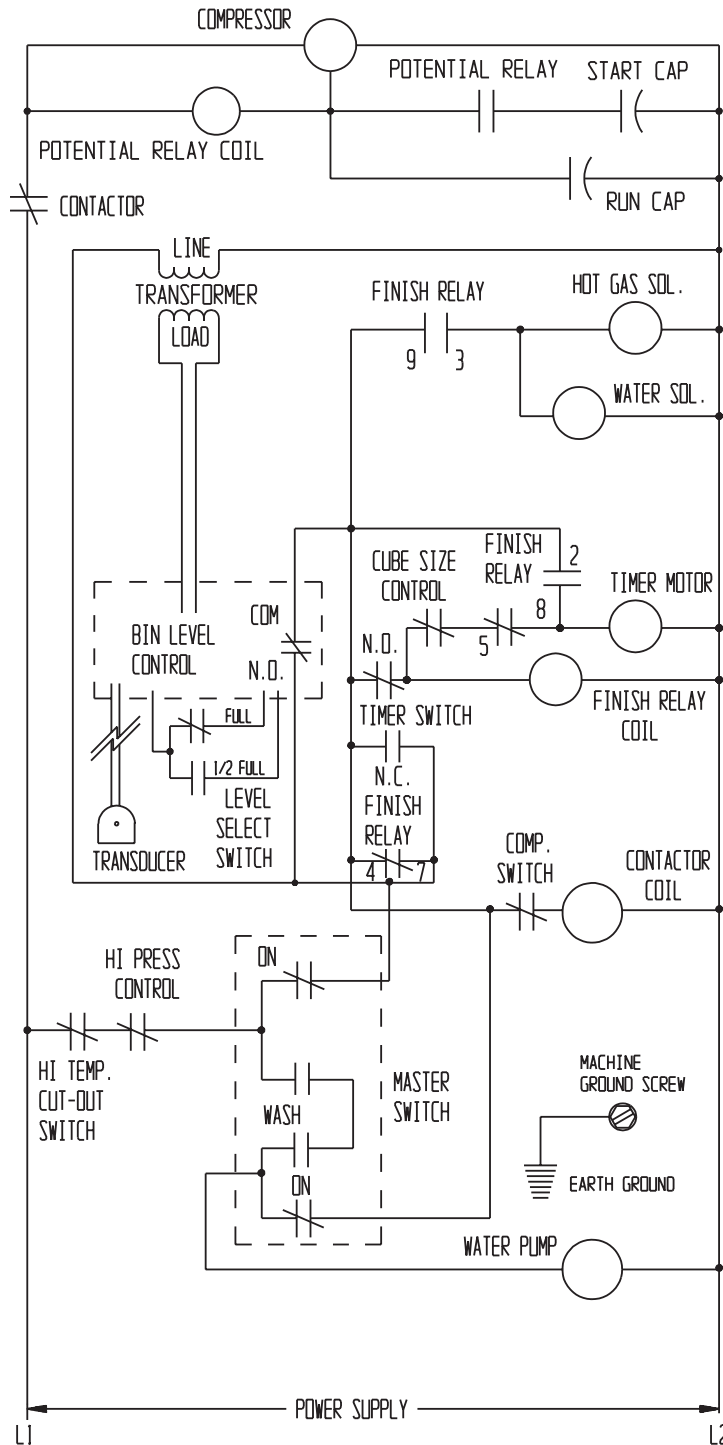 COMPRESSOR
POTENTIAL RELAY
START CAP
POTENTIAL RELAY COIL
CONTACTOR
RUN CAP
LINE
TRANSFORMER
LOAD
FINISH RELAY
9
3
HOT GAS SOL.
WATER SOL.
CUBE SIZE
CONTROL
FINISH
RELAY
2
8
5
TIMER MOTOR
COM
BIN LEVEL
CONTROL
N.O.
N.O.
FINISH RELAY
COIL
TIMER SWITCH
FULL
1/2 FULL
LEVEL
SELECT
SWITCH
TRANSDUCER
N.C.
FINISH
RELAY
4
7
COMP.
SWITCH
CONTACTOR
COIL
HI PRESS
CONTROL
ON
HI TEMP.
CUT-OUT
SWITCH
WASH
MASTER
SWITCH
ON
MACHINE
GROUND SCREW
EARTH GROUND
WATER PUMP
POWER SUPPLY
L1
L2